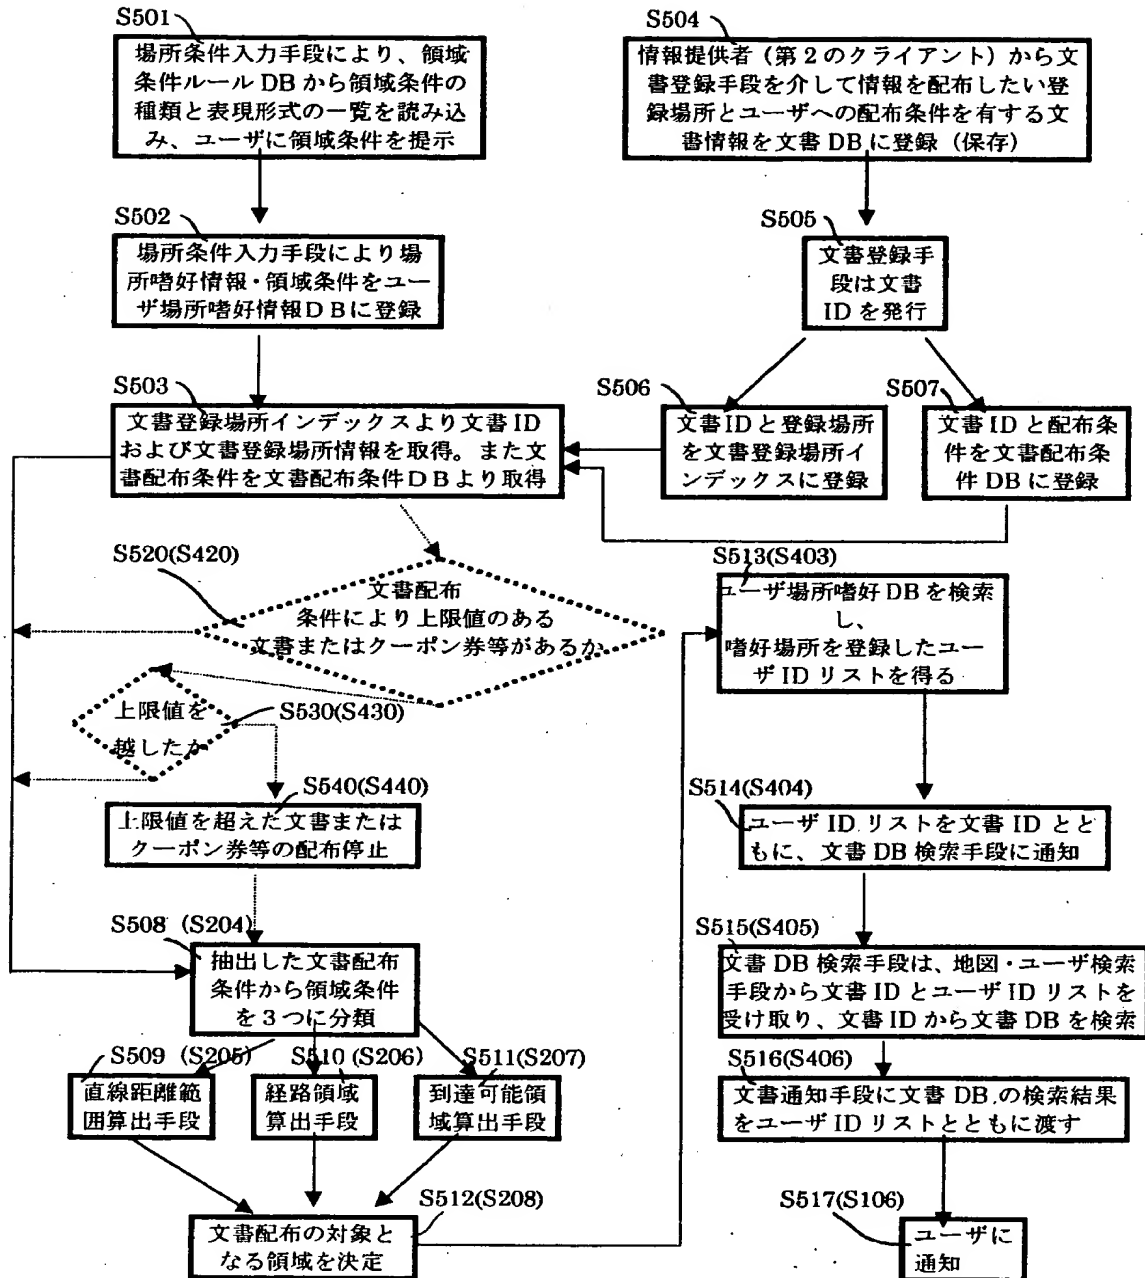 S501
場所条件入力手段により、領域
条件ルールDBから領域条件の
種類と表現形式の一覧を読み込
み、ユーザに領域条件を提示
S502
場所条件入力手段により場
所嗜好情報・領域条件をユー
ザ場所嗜好情報DBに登録
S503
文書登録場所インデックスより文書ID
および文書登録場所情報を取得。また文
書配布条件を文書配布条件DBより取得
S504
情報提供者(第2のクライアント)から文
書登録手段を介して情報を配布したい登
録場所とユーザへの配布条件を有する文
書情報を文書DBに登録(保存)
S505
文書登録手
段は文書
IDを発行
S506
文書IDと登録場所
を文書登録場所イ
ンデックスに登録
S507
文書IDと配布条
件を文書配布条
件DBに登録
S520(S420)
文書配布
条件により上限値のある
文書またはクーポン券等があるか
S530(S430)
上限値を
越したか
S540(S440)
上限値を超えた文書または
クーポン券等の配布停止
S508 (S204)
抽出した文書配布
条件から領域条件
を3つに分類
S509 (S205)
直線距離範
囲算出手段
S510 (S206)
経路領域
算出手段
S511(S207)
到達可能領
域算出手段
S512(S208)
文書配布の対象と
なる領域を決定
S513(S403)
ユーザ場所嗜好DBを検索
し、
嗜好場所を登録したユー
ザIDリストを得る
S514(S404)
ユーザIDリストを文書IDとと
もに、文書DB検索手段に通知
S515(S405)
文書DB検索手段は、地図・ユーザ検索
手段から文書IDとユーザIDリストを
受け取り、文書IDから文書DBを検索
S516(S406)
文書通知手段に文書DBの検索結果
をユーザIDリストとともに渡す
S517(S106)
ユーザに
通知